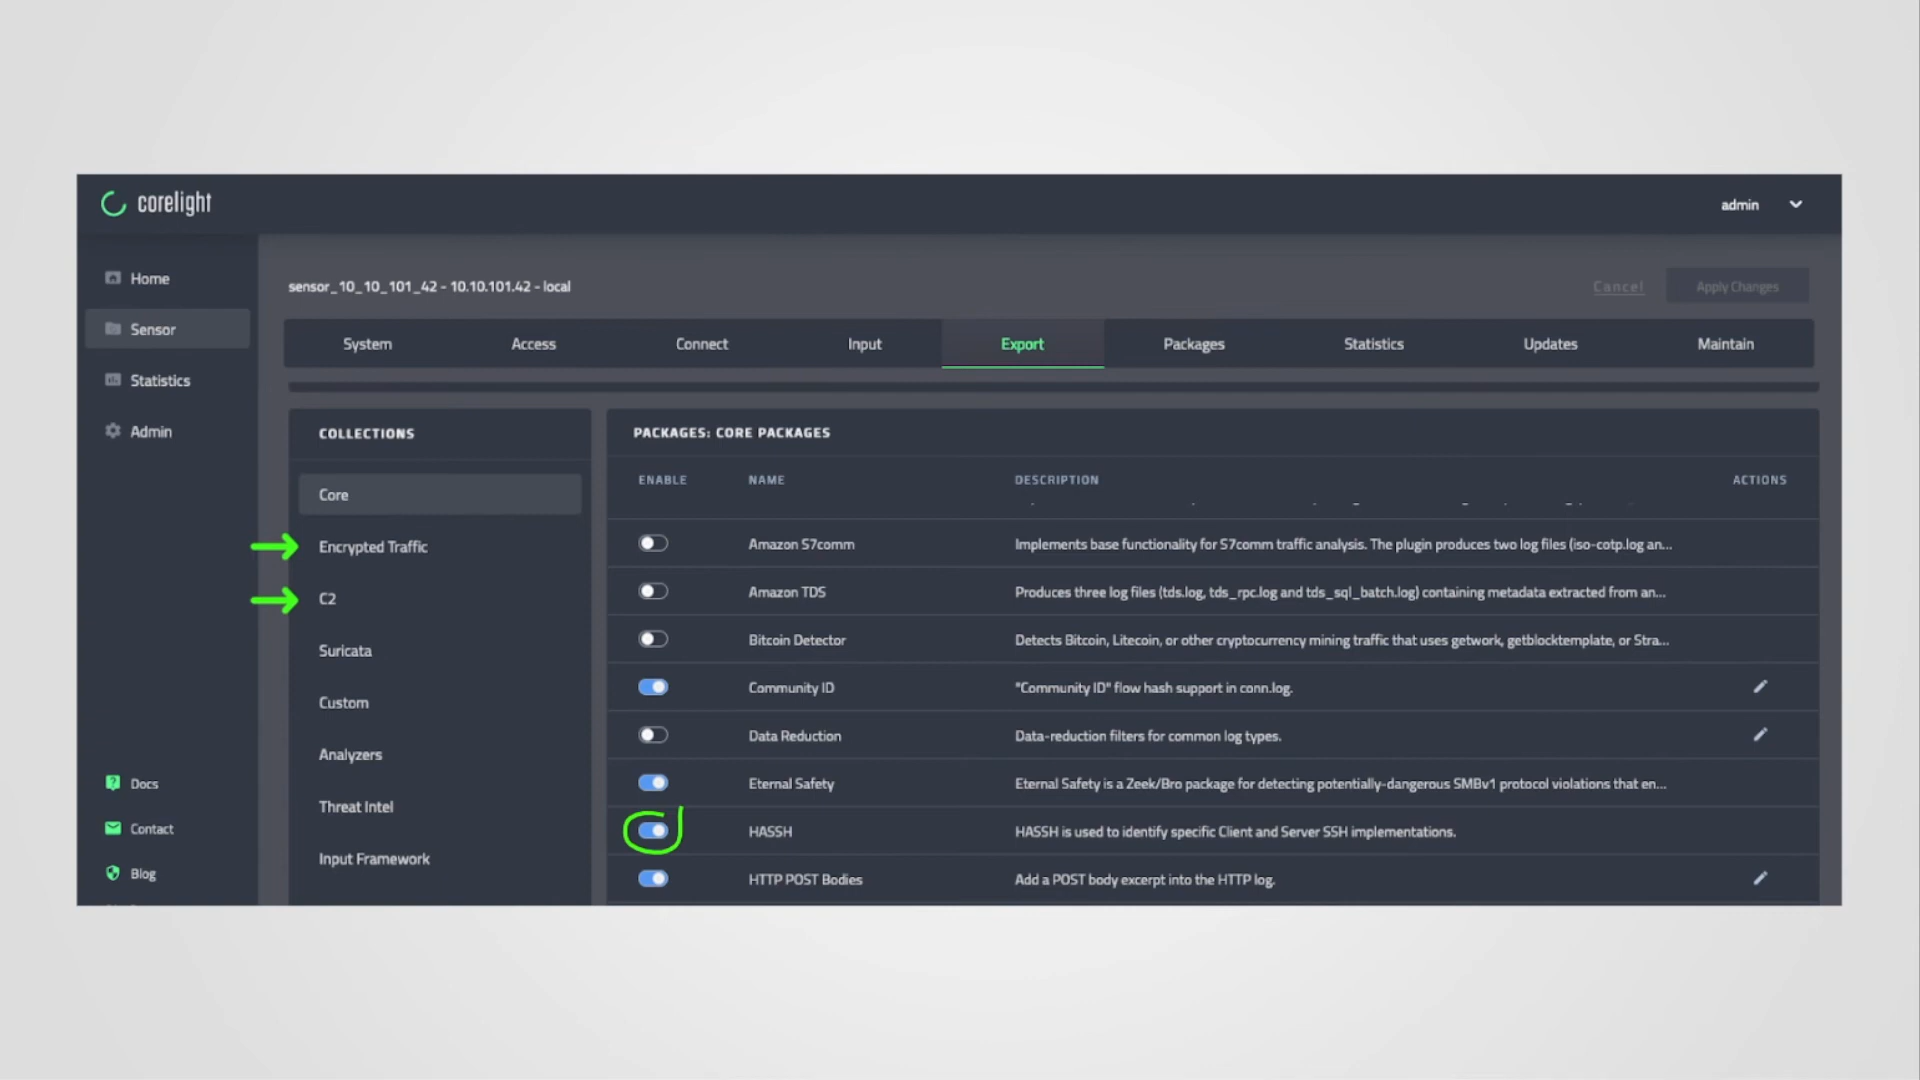 corelight
admin
Home
Sensor
Statistics
Admin
Docs
Contact
Blog
sensor_10_10_101_42 - 10.10.101.42 - local
Cancel
Apply Changes
System Access Connect Input Export Packages Statistics Updates Maintain
COLLECTIONS
Core
Encrypted Traffic
C2
Suricata
Custom
Analyzers
Threat Intel
Input Framework
PACKAGES: CORE PACKAGES
ENABLE NAME DESCRIPTION ACTIONS
Amazon S7comm Implements base functionality for S7comm traffic analysis. The plugin produces two log files (iso-cotp.log an...
Amazon TDS Produces three log files (tds.log, tds_rpc.log and tds_sql_batch.log) containing metadata extracted from an...
Bitcoin Detector Detects Bitcoin, Litecoin, or other cryptocurrency mining traffic that uses getwork, getblocktemplate, or Stra...
Community ID "Community ID" flow hash support in conn.log.
Data Reduction Data-reduction filters for common log types.
Eternal Safety Eternal Safety is a Zeek/Bro package for detecting potentially-dangerous SMBv1 protocol violations that en...
HASSH HASSH is used to identify specific Client and Server SSH implementations.
HTTP POST Bodies Add a POST body excerpt into the HTTP log.